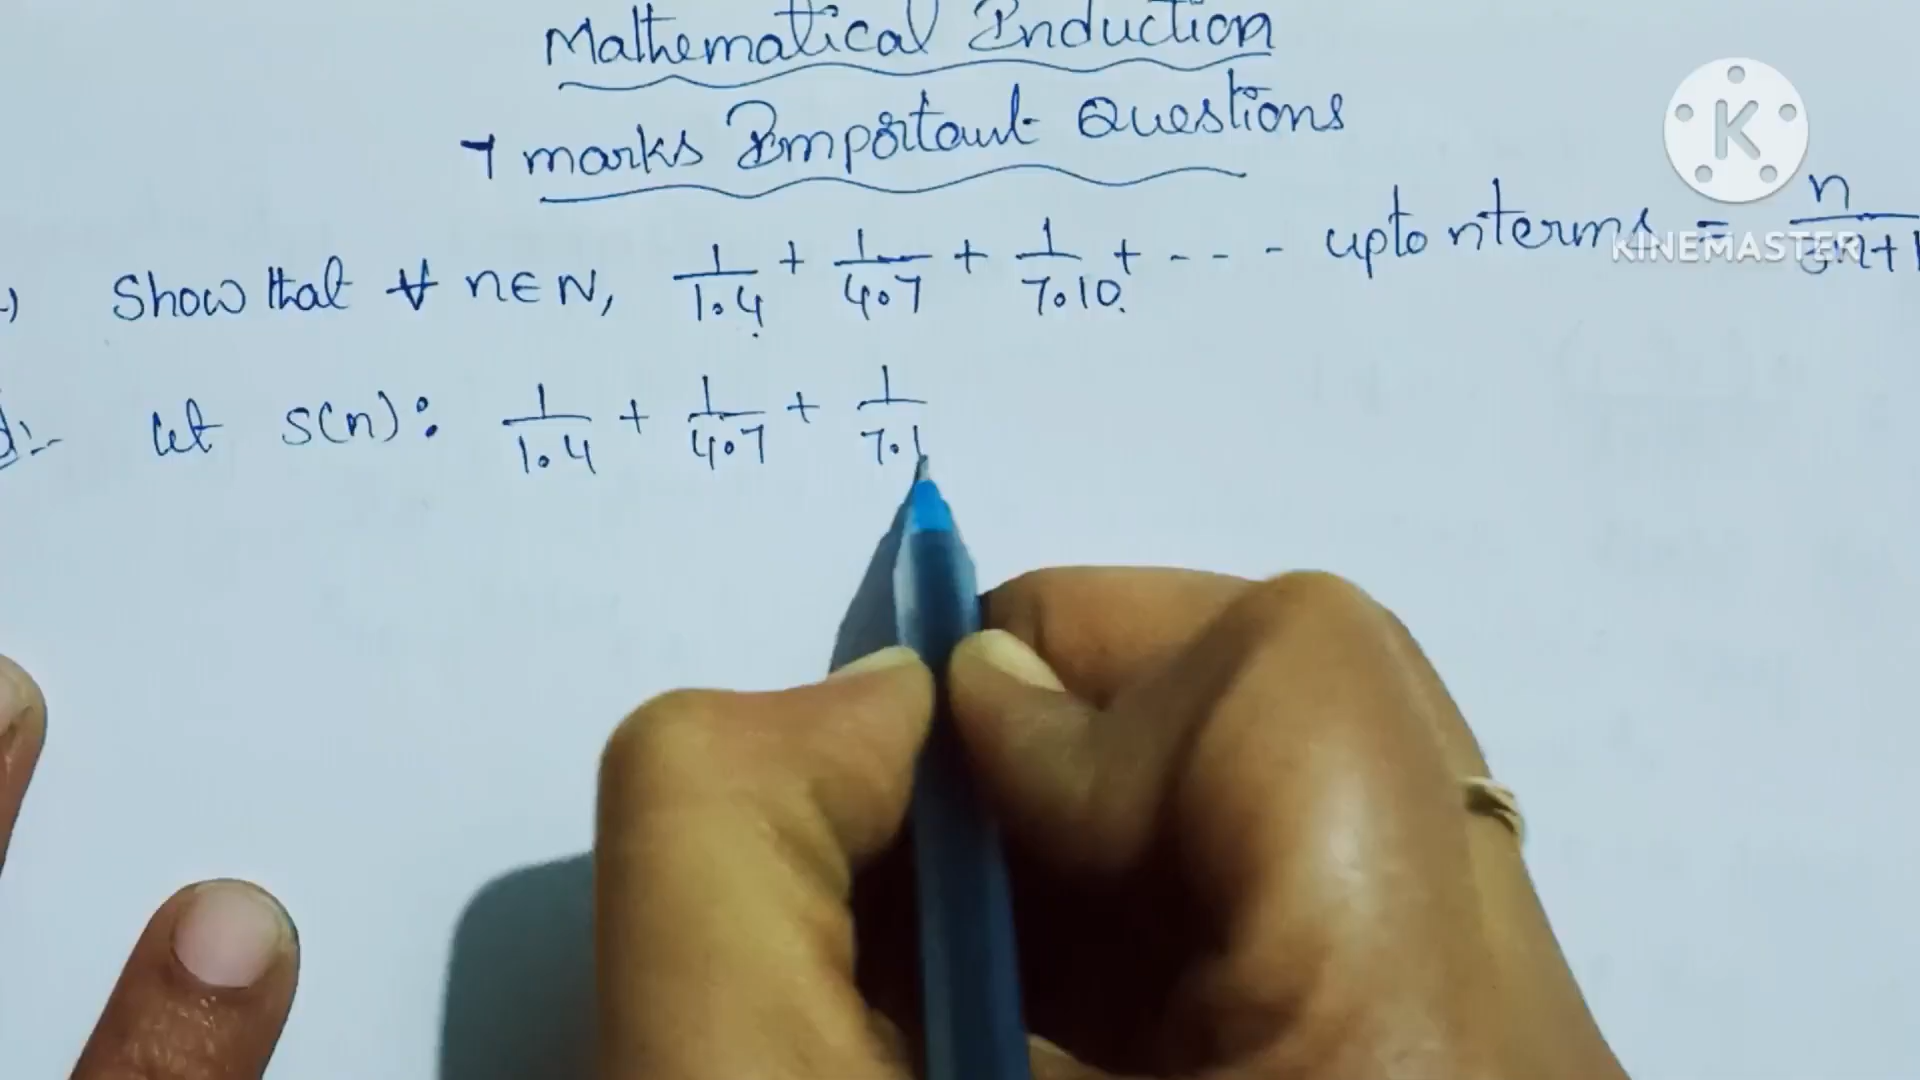 Mathematical Induction
7 marks Important Questions
Show that ∀ n∈N, 1/1.4 + 1/4.7 + 1/7.10 + - - - upto n terms = n/3n+1
let S(n): 1/1.4 + 1/4.7 + 1/7.1
K
KINEMASTER